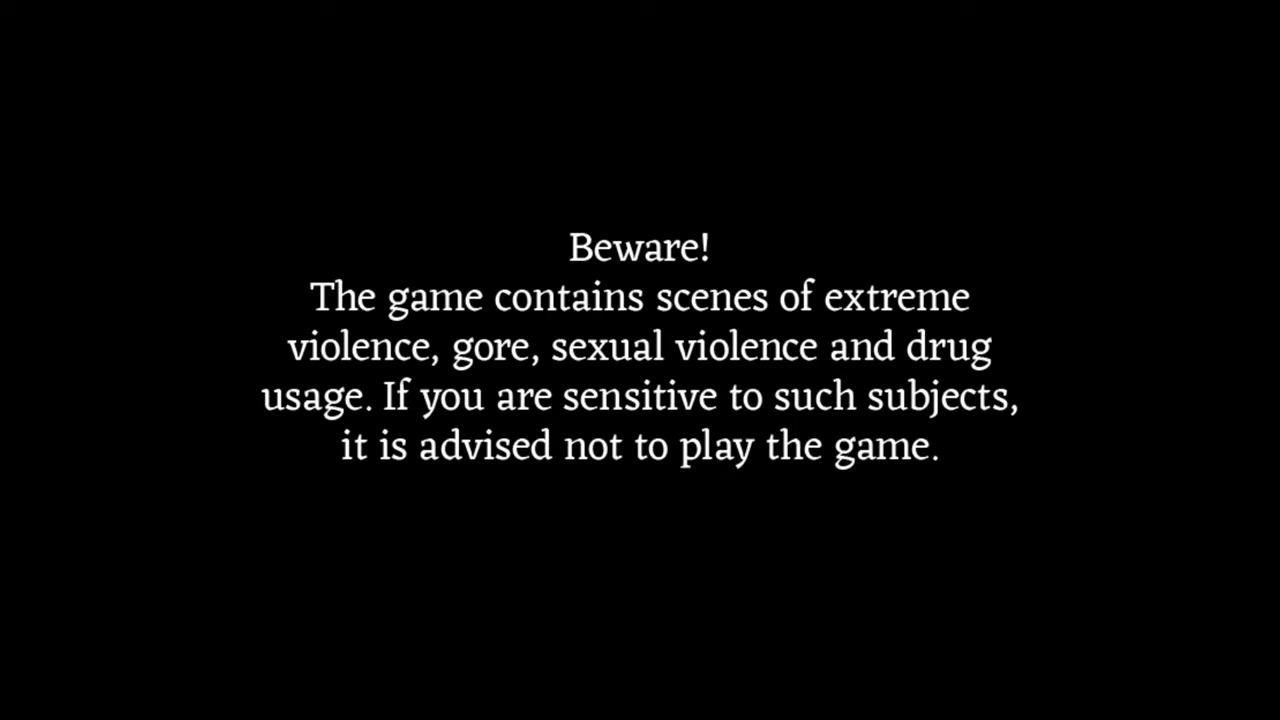 Beware!
The game contains scenes of extreme
violence, gore, sexual violence and drug
usage. If you are sensitive to such subjects,
it is advised not to play the game.